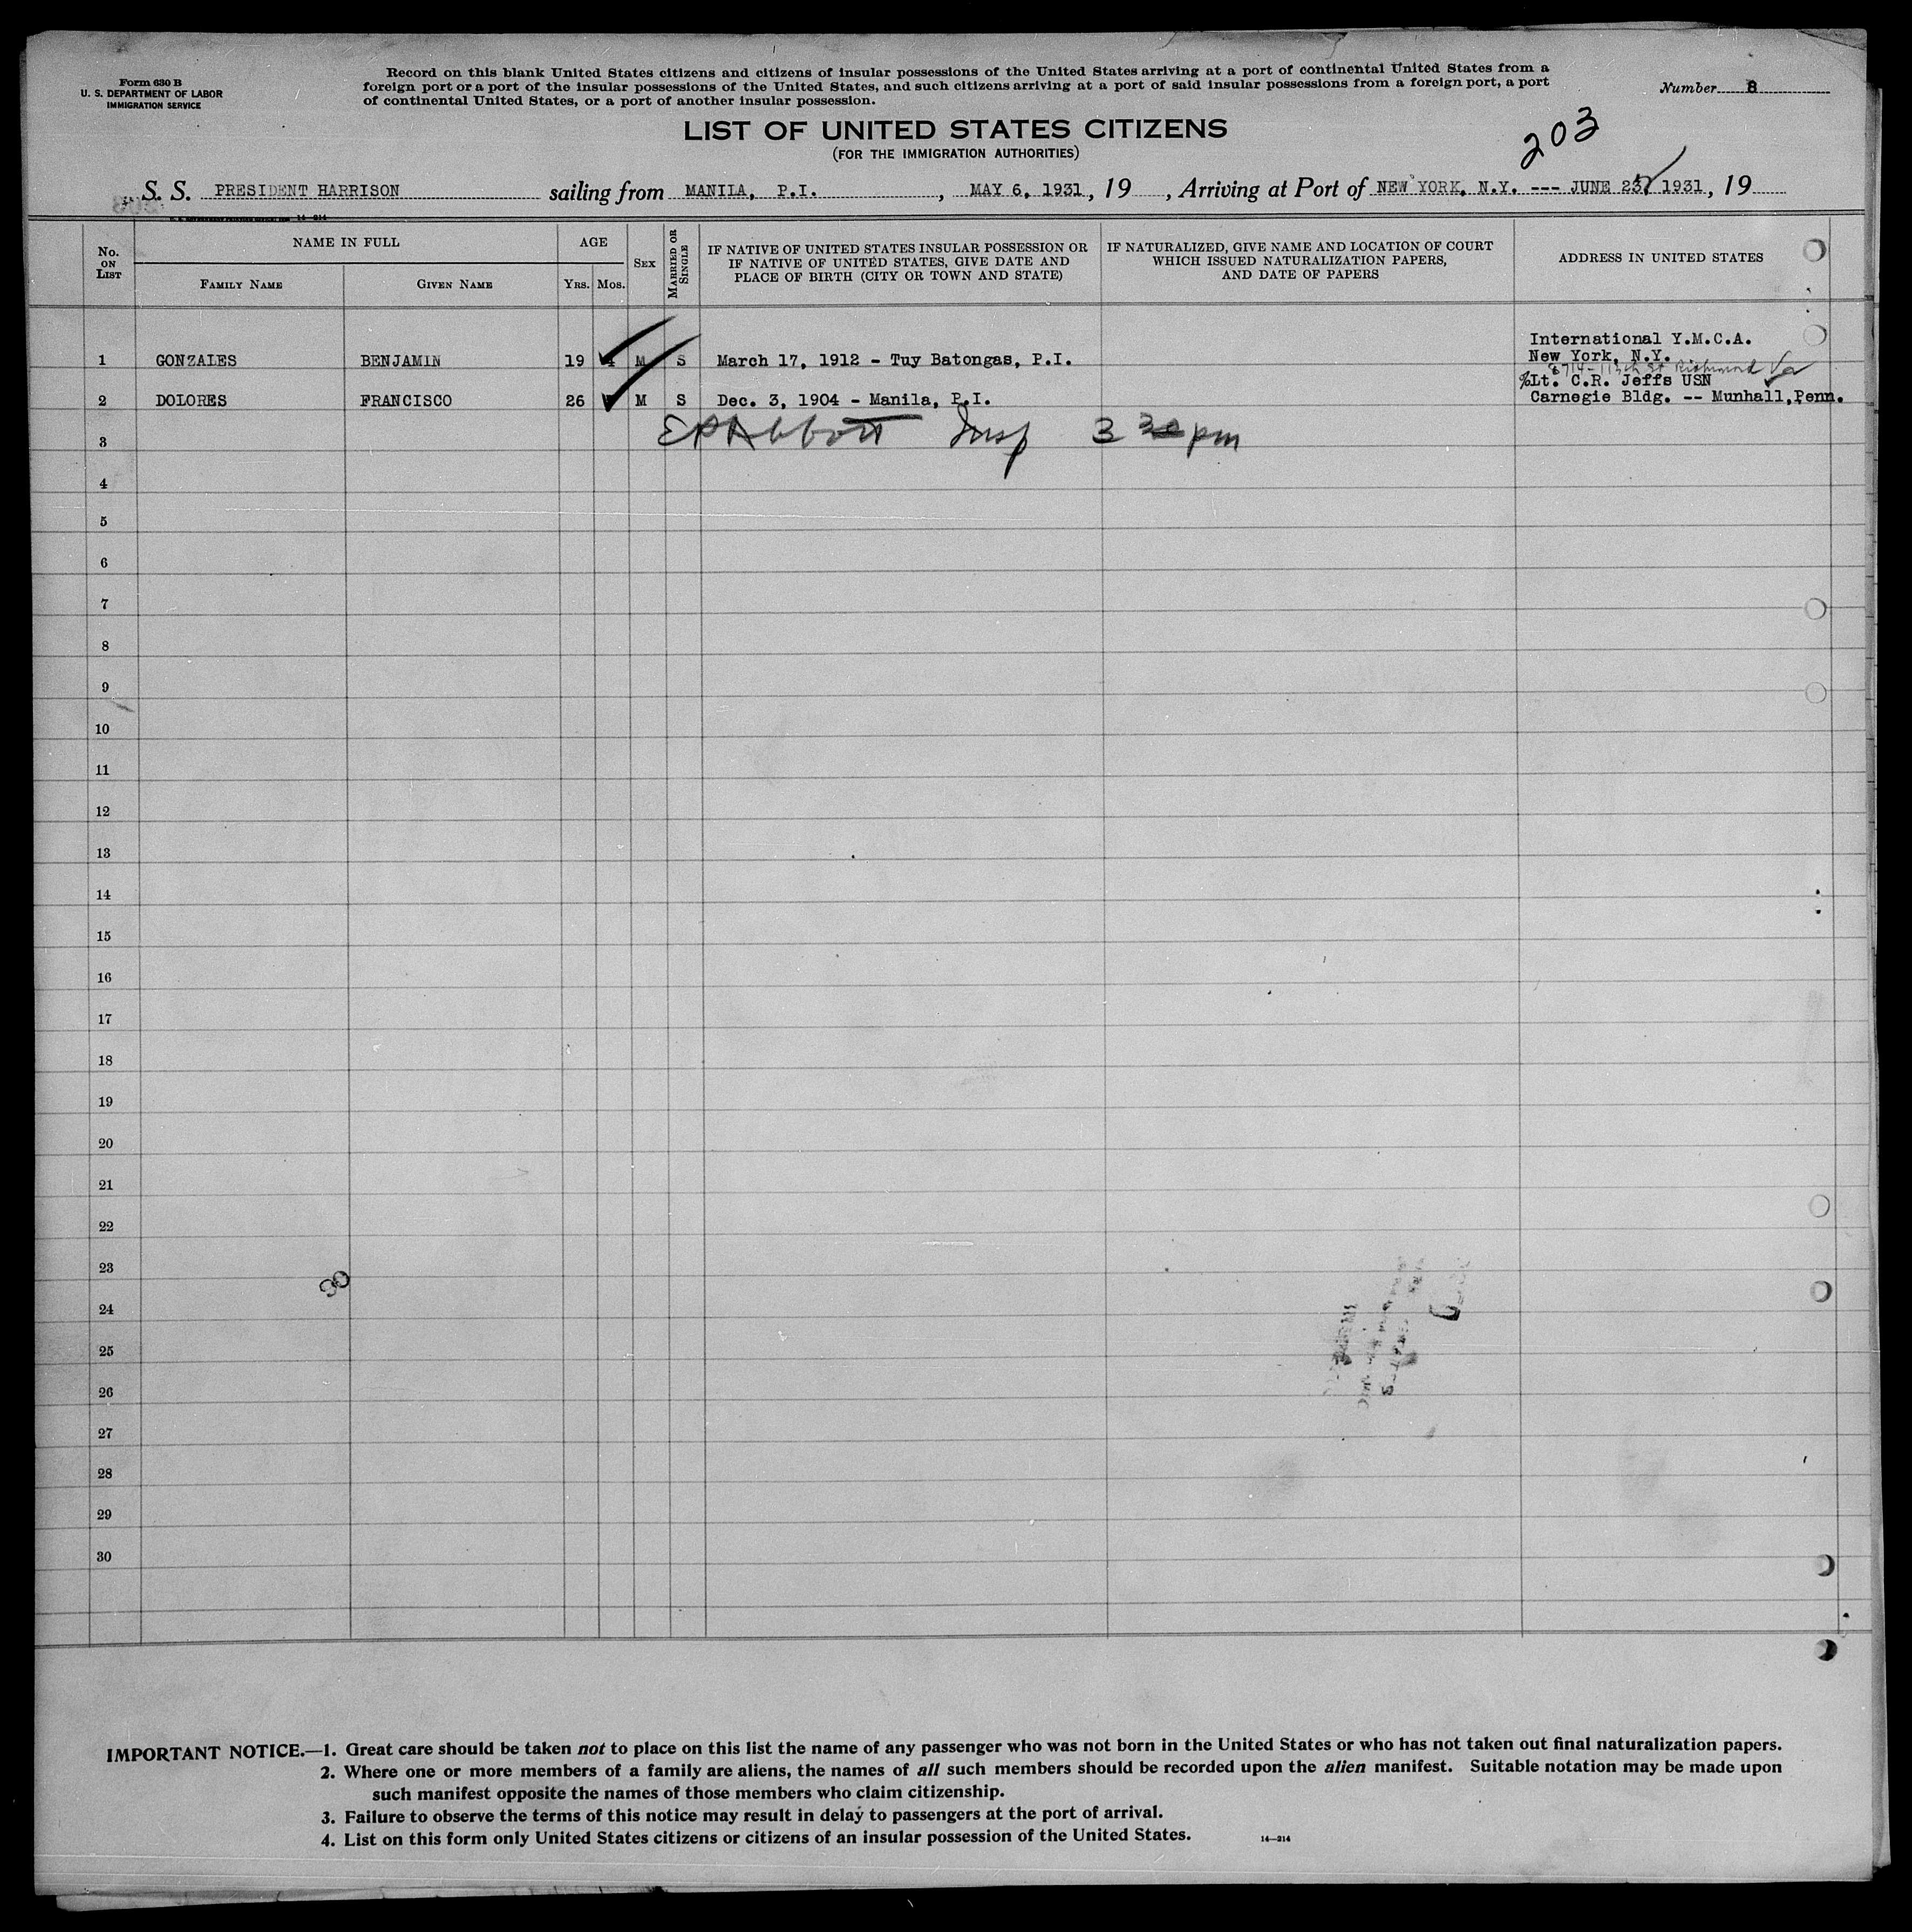 Form 630 B
U. S. DEPARTMENT OF LABOR
IMMIGRATION SERVICE
Record on this blank United States citizens and citizens of insular possessions of the United States arriving at a port of continental United States from a
foreign port or a port of the insular possessions of the United States, and such citizens arriving at a port of said insular possessions from a foreign port, a port
of continental United States, or a port of another insular possession.
Number 8
LIST OF UNITED STATES CITIZENS
(FOR THE IMMIGRATION AUTHORITIES)
203
S. S. PRESIDENT HARRISON sailing from MANILA, P.I. , MAY 6, 1931 , 19 , Arriving at Port of NEW YORK, N.Y. --- JUNE 23, 1931 , 19
14-214
No. ON LIST
NAME IN FULL
FAMILY NAME
GIVEN NAME
AGE
YRS.
MOS.
SEX
MARRIED OR SINGLE
IF NATIVE OF UNITED STATES INSULAR POSSESSION OR
IF NATIVE OF UNITED STATES, GIVE DATE AND
PLACE OF BIRTH (CITY OR TOWN AND STATE)
IF NATURALIZED, GIVE NAME AND LOCATION OF COURT
WHICH ISSUED NATURALIZATION PAPERS,
AND DATE OF PAPERS
ADDRESS IN UNITED STATES
International Y.M.C.A.
1 GONZALES BENJAMIN 19 M S March 17, 1912 - Tuy Batongas, P.I. New York, N.Y.
8714-113th St Richmond
%Lt. C.R. Jeffs USN
2 DOLORES FRANCISCO 26 M S Dec. 3, 1904 - Manila, P.I. Carnegie Bldg. -- Munhall,Penn.
EPAbbott Insp 3 30 pm
3
4
5
6
7
8
9
10
11
12
13
14
15
16
17
18
19
20
21
22
23
30
24
25
26
27
28
29
30
IMPORTANT NOTICE.—1. Great care should be taken not to place on this list the name of any passenger who was not born in the United States or who has not taken out final naturalization papers.
2. Where one or more members of a family are aliens, the names of all such members should be recorded upon the alien manifest. Suitable notation may be made upon
such manifest opposite the names of those members who claim citizenship.
3. Failure to observe the terms of this notice may result in delay to passengers at the port of arrival.
4. List on this form only United States citizens or citizens of an insular possession of the United States.
14—214